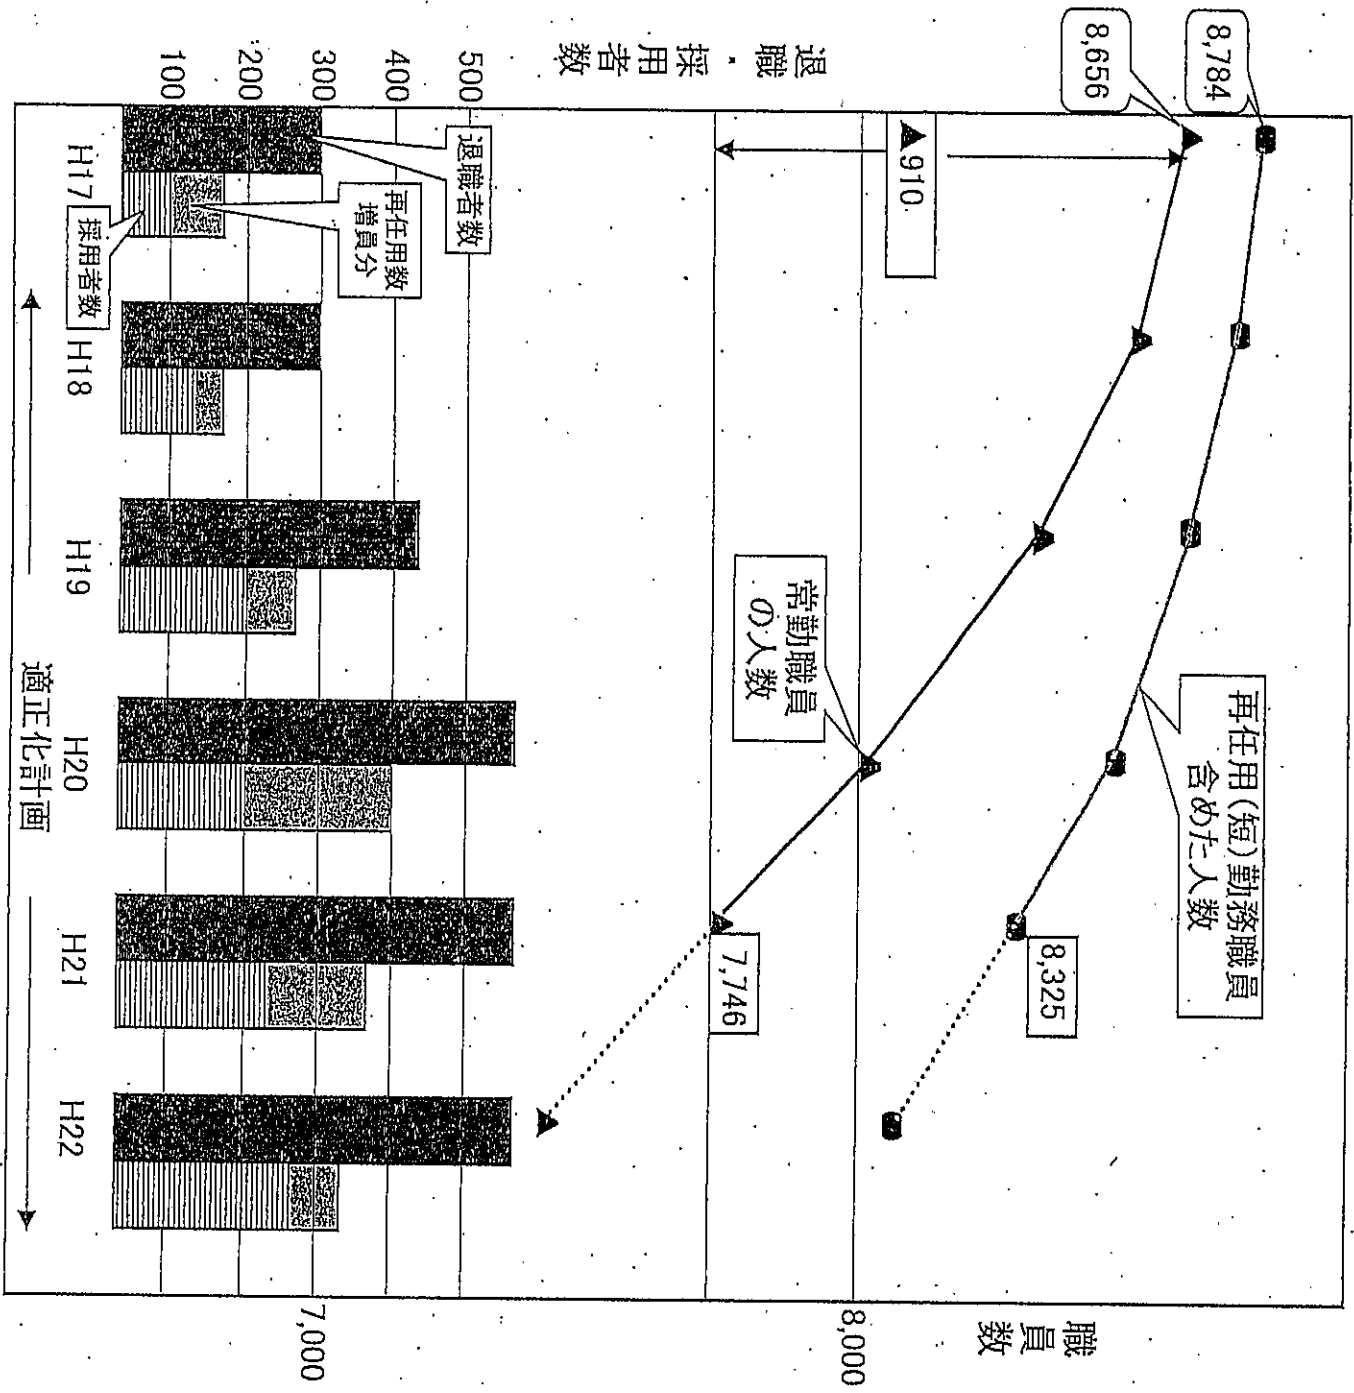 8,784
8,656
▲910
再任用(短)勤務職員
含めた人数
常勤職員
の人数
8,325
7,746
職員数
8,000
7,000
退職・採用者数
500
400
300
200
100
退職者数
再任用数
増員分
採用者数
H17
H18
H19
H20
H21
H22
適正化計画